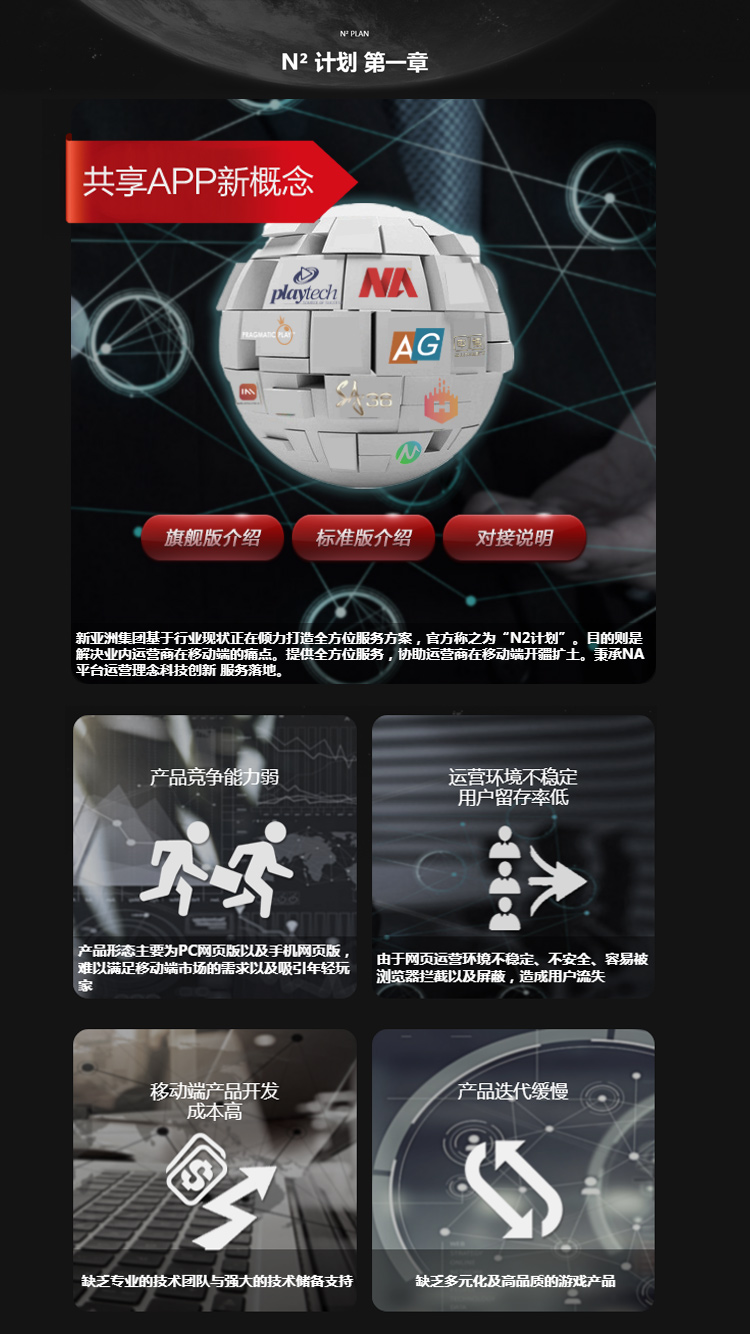 N² PLAN
N² 计划 第一章
共享APP新概念
playtech
NA
PRAGMATIC PLAY
AG
SA36
旗舰版介绍
标准版介绍
对接说明
新亚洲集团基于行业现状正在倾力打造全方位服务方案，官方称之为“N2计划”。目的则是
解决业内运营商在移动端的痛点。提供全方位服务，协助运营商在移动端开疆扩土。秉承NA
平台运营理念科技创新 服务落地。
产品竞争能力弱
产品形态主要为PC网页版以及手机网页版，
难以满足移动端市场的需求以及吸引年轻玩
家
运营环境不稳定
用户留存率低
由于网页运营环境不稳定、不安全、容易被
浏览器拦截以及屏蔽，造成用户流失
移动端产品开发
成本高
缺乏专业的技术团队与强大的技术储备支持
产品迭代缓慢
缺乏多元化及高品质的游戏产品